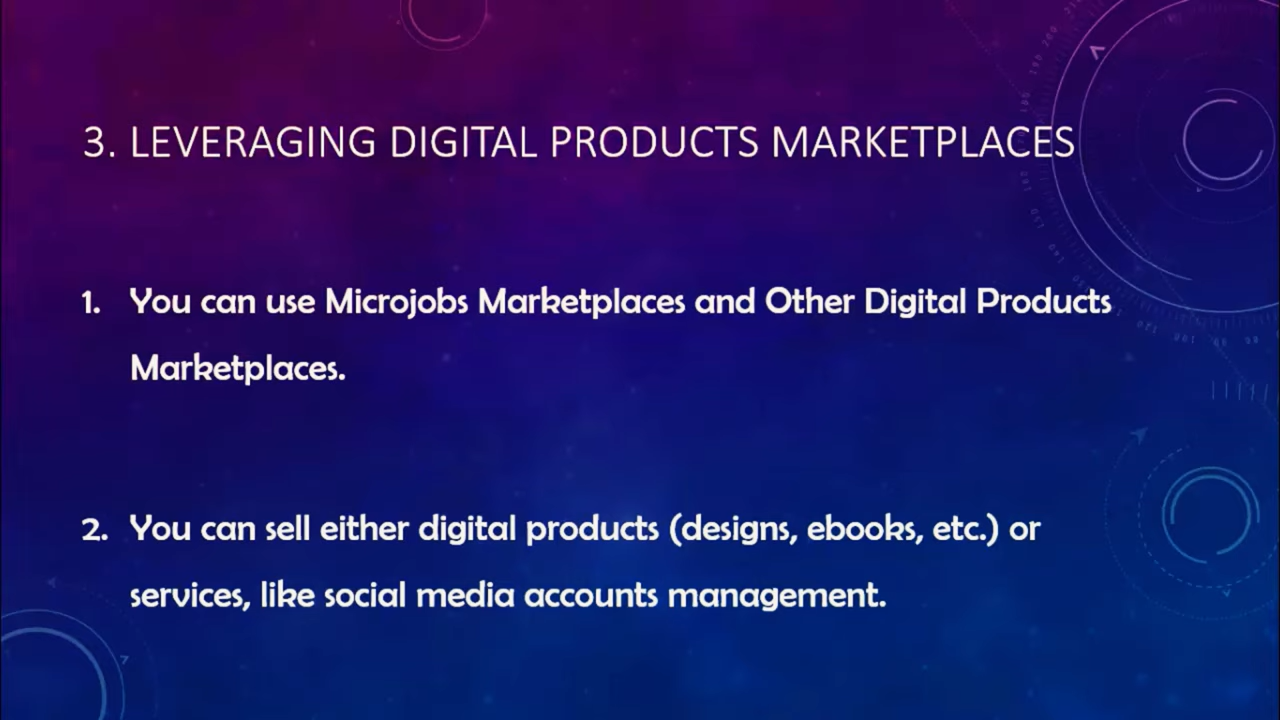 3. LEVERAGING DIGITAL PRODUCTS MARKETPLACES
1. You can use Microjobs Marketplaces and Other Digital Products
Marketplaces.
2. You can sell either digital products (designs, ebooks, etc.) or
services, like social media accounts management.